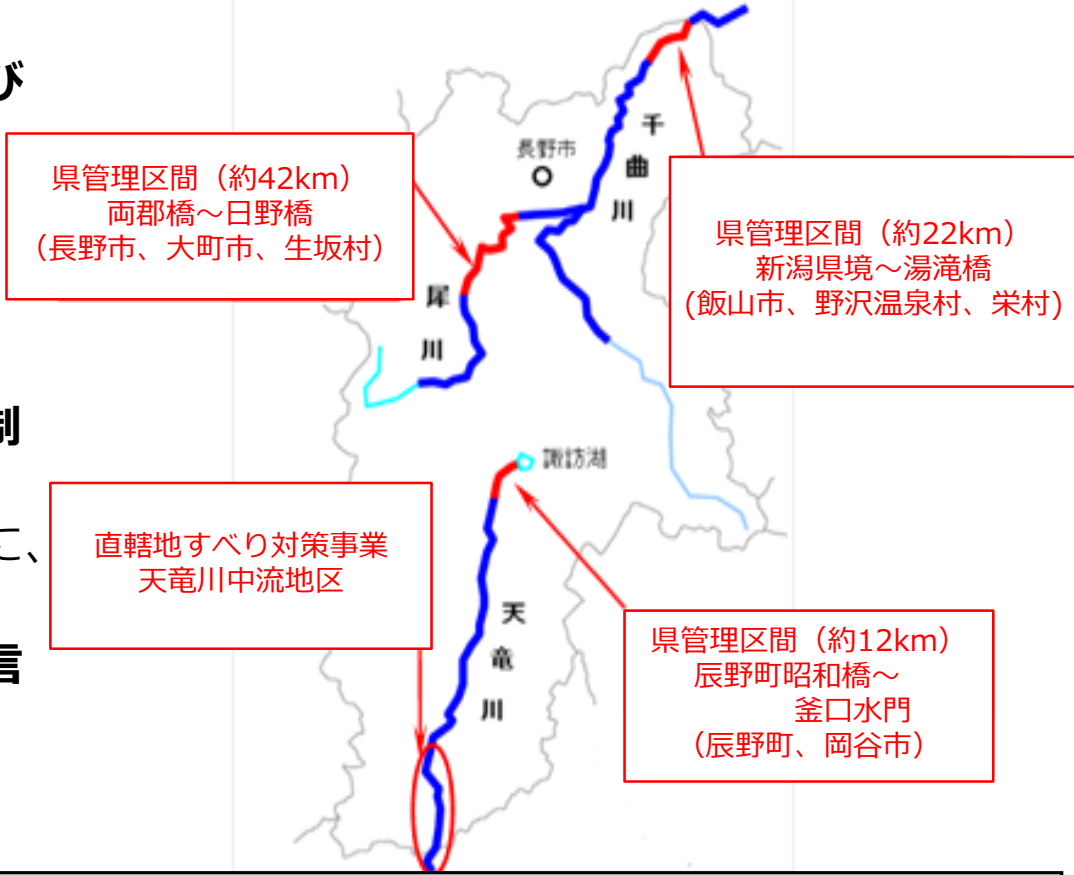 び
県管理区間（約42km）
両郡橋～日野橋
（長野市、大町市、生坂村）
長野市
千曲川
県管理区間（約22km）
新潟県境～湯滝橋
(飯山市、野沢温泉村、栄村)
犀川
制
諏訪湖
に、
直轄地すべり対策事業
天竜川中流地区
天竜川
言
県管理区間（約12km）
辰野町昭和橋～
釜口水門
（辰野町、岡谷市）